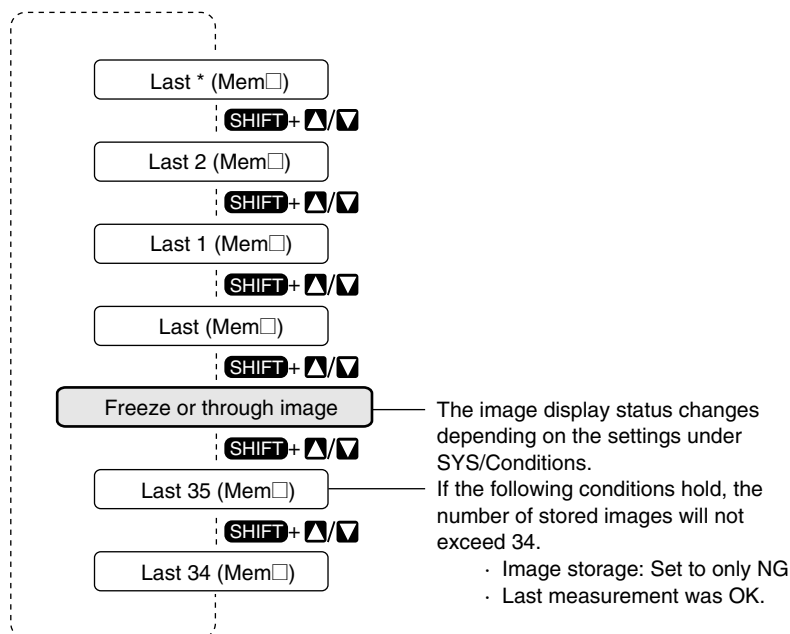 Last * (Mem□)
SHIFT+ ▲/▼
Last 2 (Mem□)
SHIFT+ ▲/▼
Last 1 (Mem□)
SHIFT+ ▲/▼
Last (Mem□)
SHIFT+ ▲/▼
Freeze or through image
The image display status changes
depending on the settings under
SYS/Conditions.
SHIFT+ ▲/▼
Last 35 (Mem□)
If the following conditions hold, the
number of stored images will not
exceed 34.
· Image storage: Set to only NG
· Last measurement was OK.
SHIFT+ ▲/▼
Last 34 (Mem□)